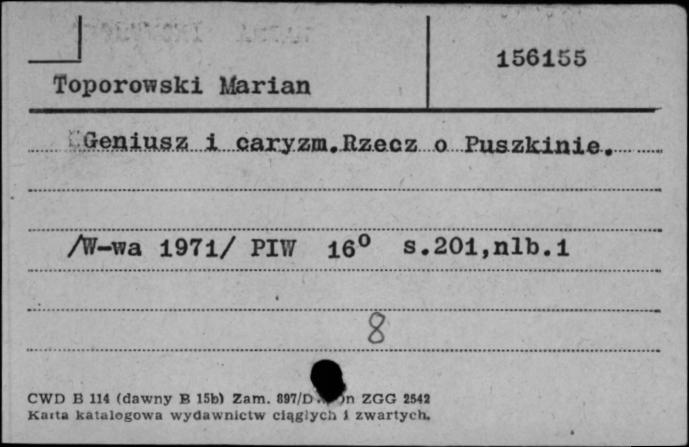 156155
Toporowski Marian
Geniusz i caryzm.Rzecz o Puszkinie.
/W-wa 1971/ PIW 16° s.201,nlb.1
8
CWD B 114 (dawny B 15b) Zam. 897/D ZGG 2542
Karta katalogowa wydawnictw ciągłych i zwartych.